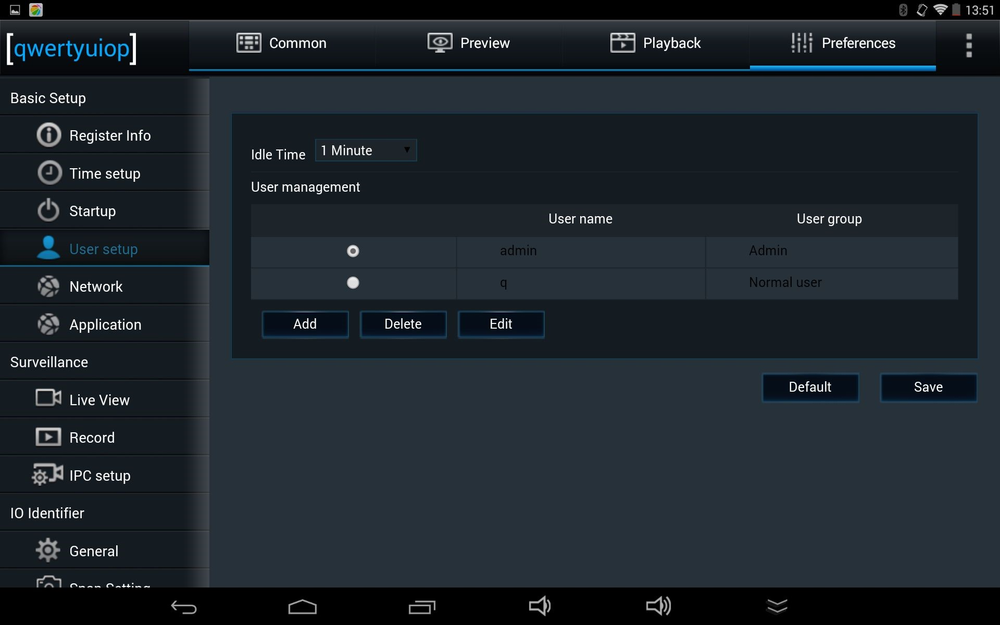 13:51
[qwertyuiop]
Common
Preview
Playback
Preferences
Basic Setup
Register Info
Time setup
Startup
User setup
Network
Application
Surveillance
Live View
Record
IPC setup
IO Identifier
General
Snap Setting
Idle Time 1 Minute
User management
User name User group
admin Admin
q Normal user
Add Delete Edit
Default Save